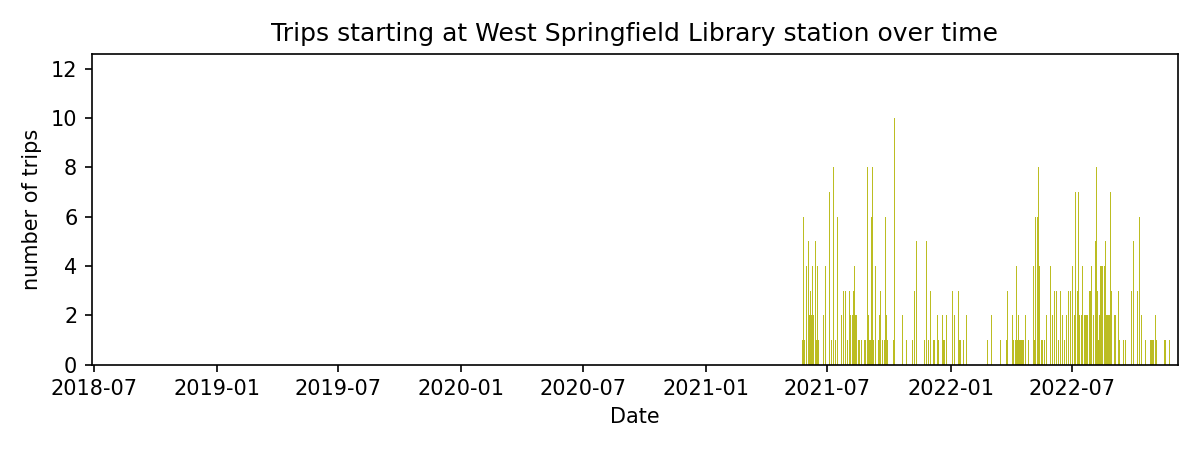 Trips starting at West Springfield Library station over time
12
10
8
6
4
2
0
number of trips
2018-07 2019-01 2019-07 2020-01 2020-07 2021-01 2021-07 2022-01 2022-07
Date